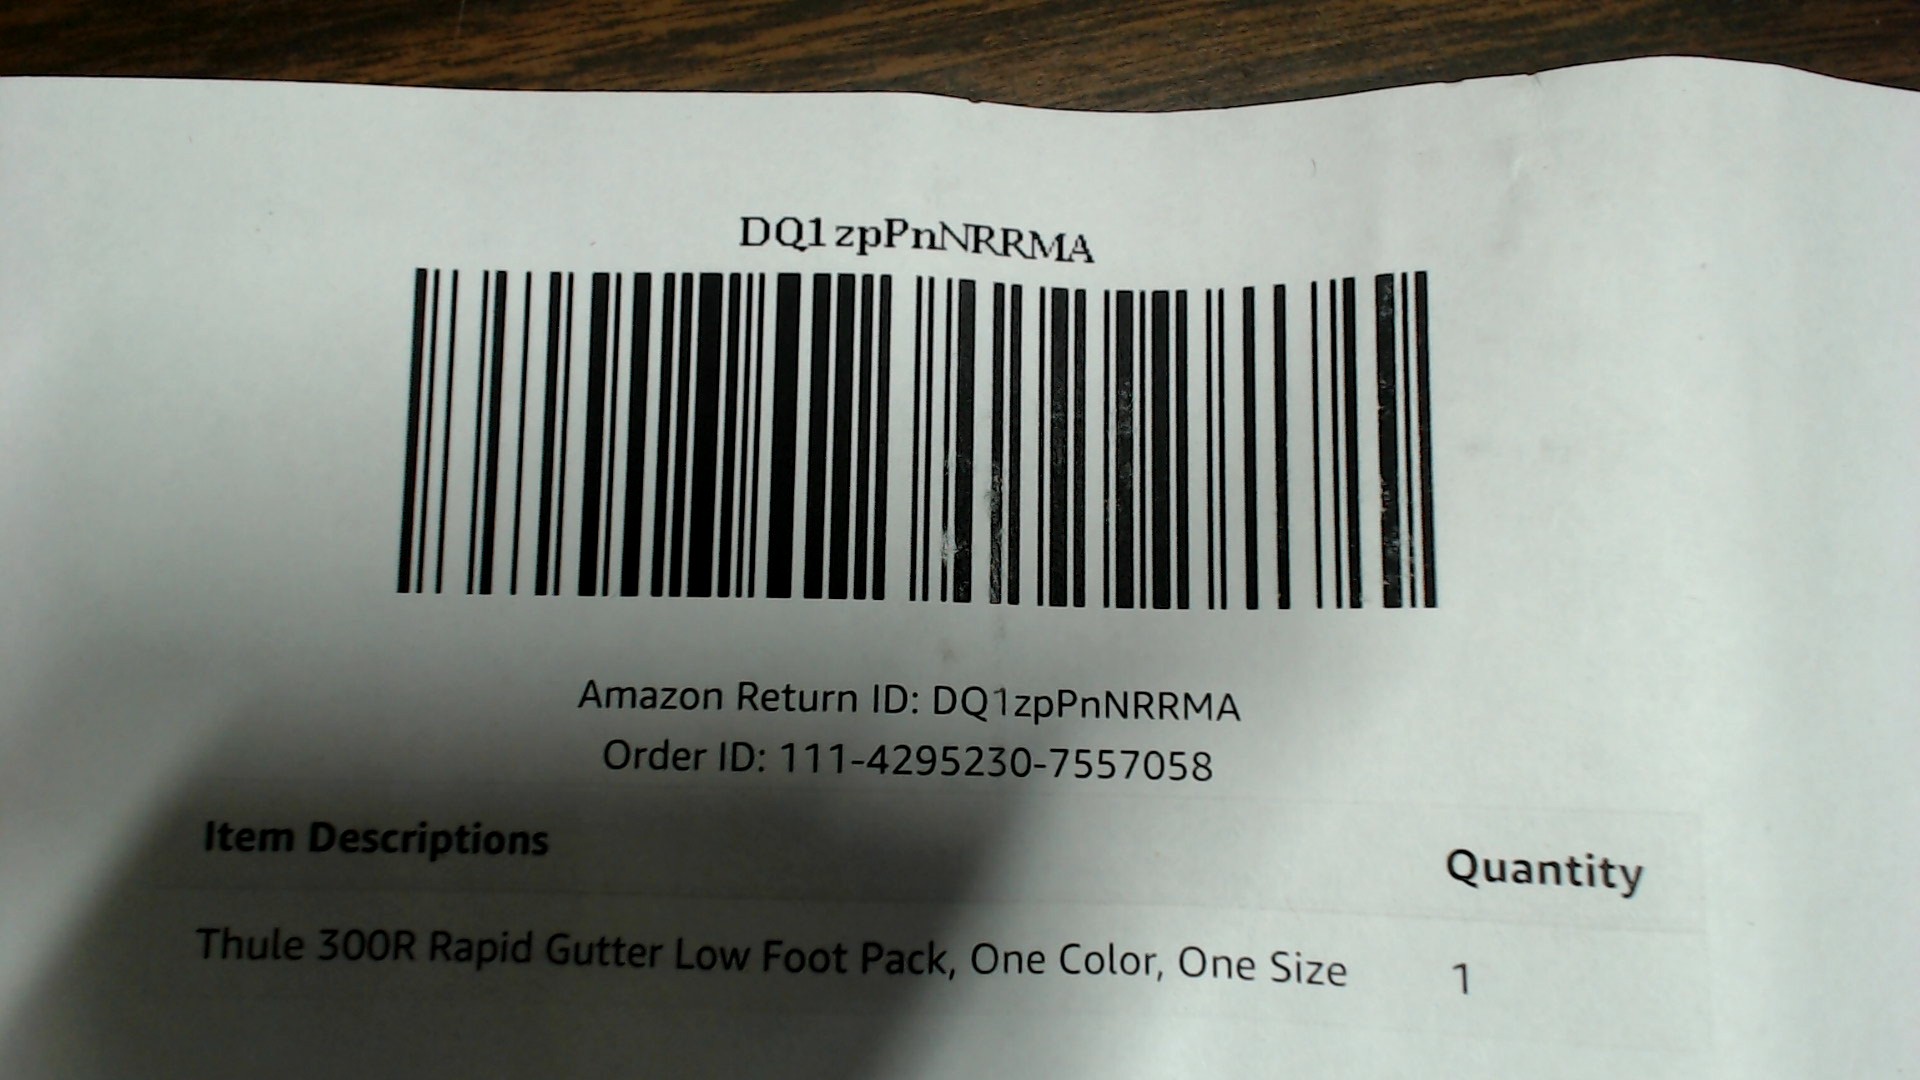 DQ1zpPnNRRMA
Amazon Return ID: DQ1zpPnNRRMA
Order ID: 111-4295230-7557058
Item Descriptions Quantity
Thule 300R Rapid Gutter Low Foot Pack, One Color, One Size 1